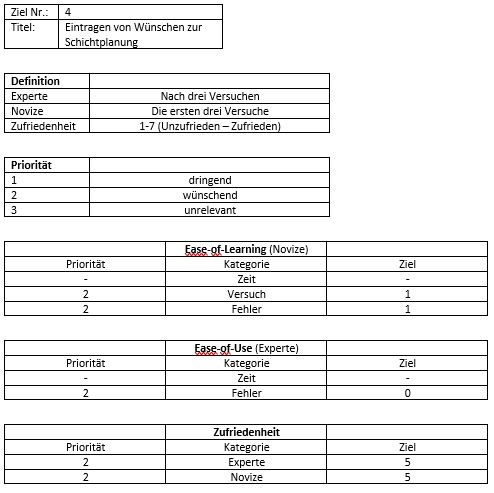 Ziel Nr.: 4
Titel: Eintragen von Wünschen zur
Schichtplanung
Definition
Experte Nach drei Versuchen
Novize Die ersten drei Versuche
Zufriedenheit 1-7 (Unzufrieden – Zufrieden)
Priorität
1 dringend
2 wünschend
3 unrelevant
Ease-of-Learning (Novize)
Priorität Kategorie Ziel
- Zeit -
2 Versuch 1
2 Fehler 1
Ease-of-Use (Experte)
Priorität Kategorie Ziel
- Zeit -
2 Fehler 0
Zufriedenheit
Priorität Kategorie Ziel
2 Experte 5
2 Novize 5